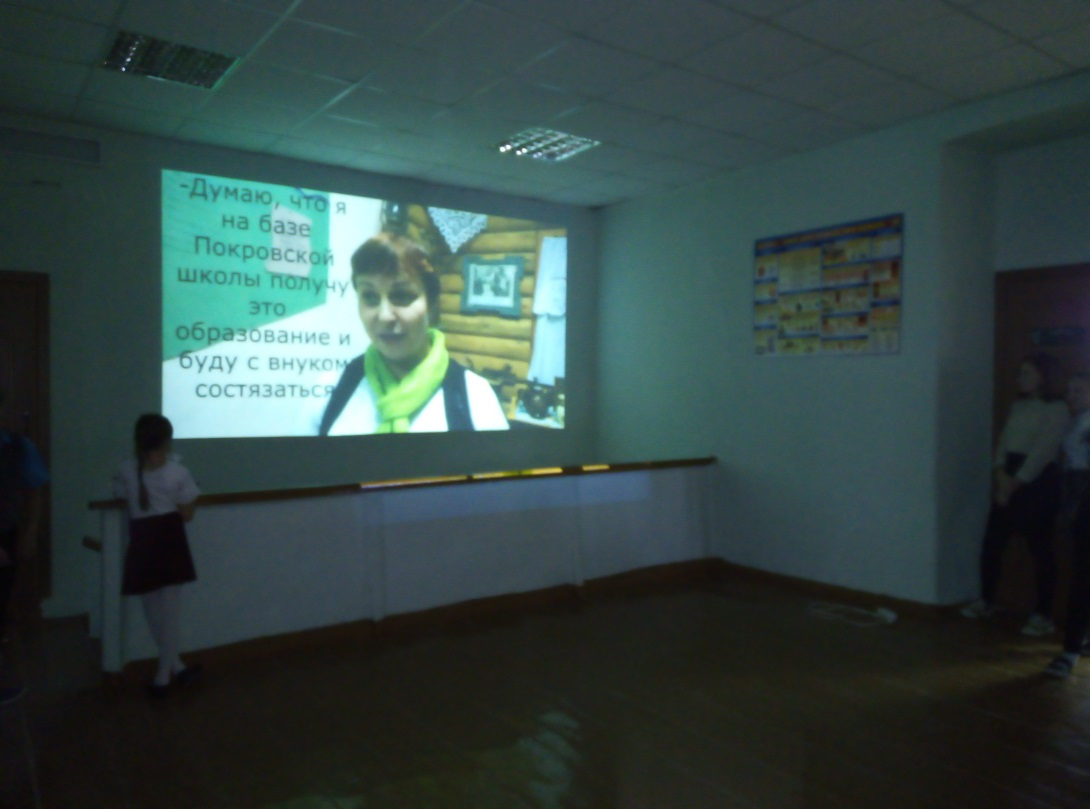 -Думаю, что я
на базе
Покровской
школы получу
это
образование и
буду с внуком
состязаться